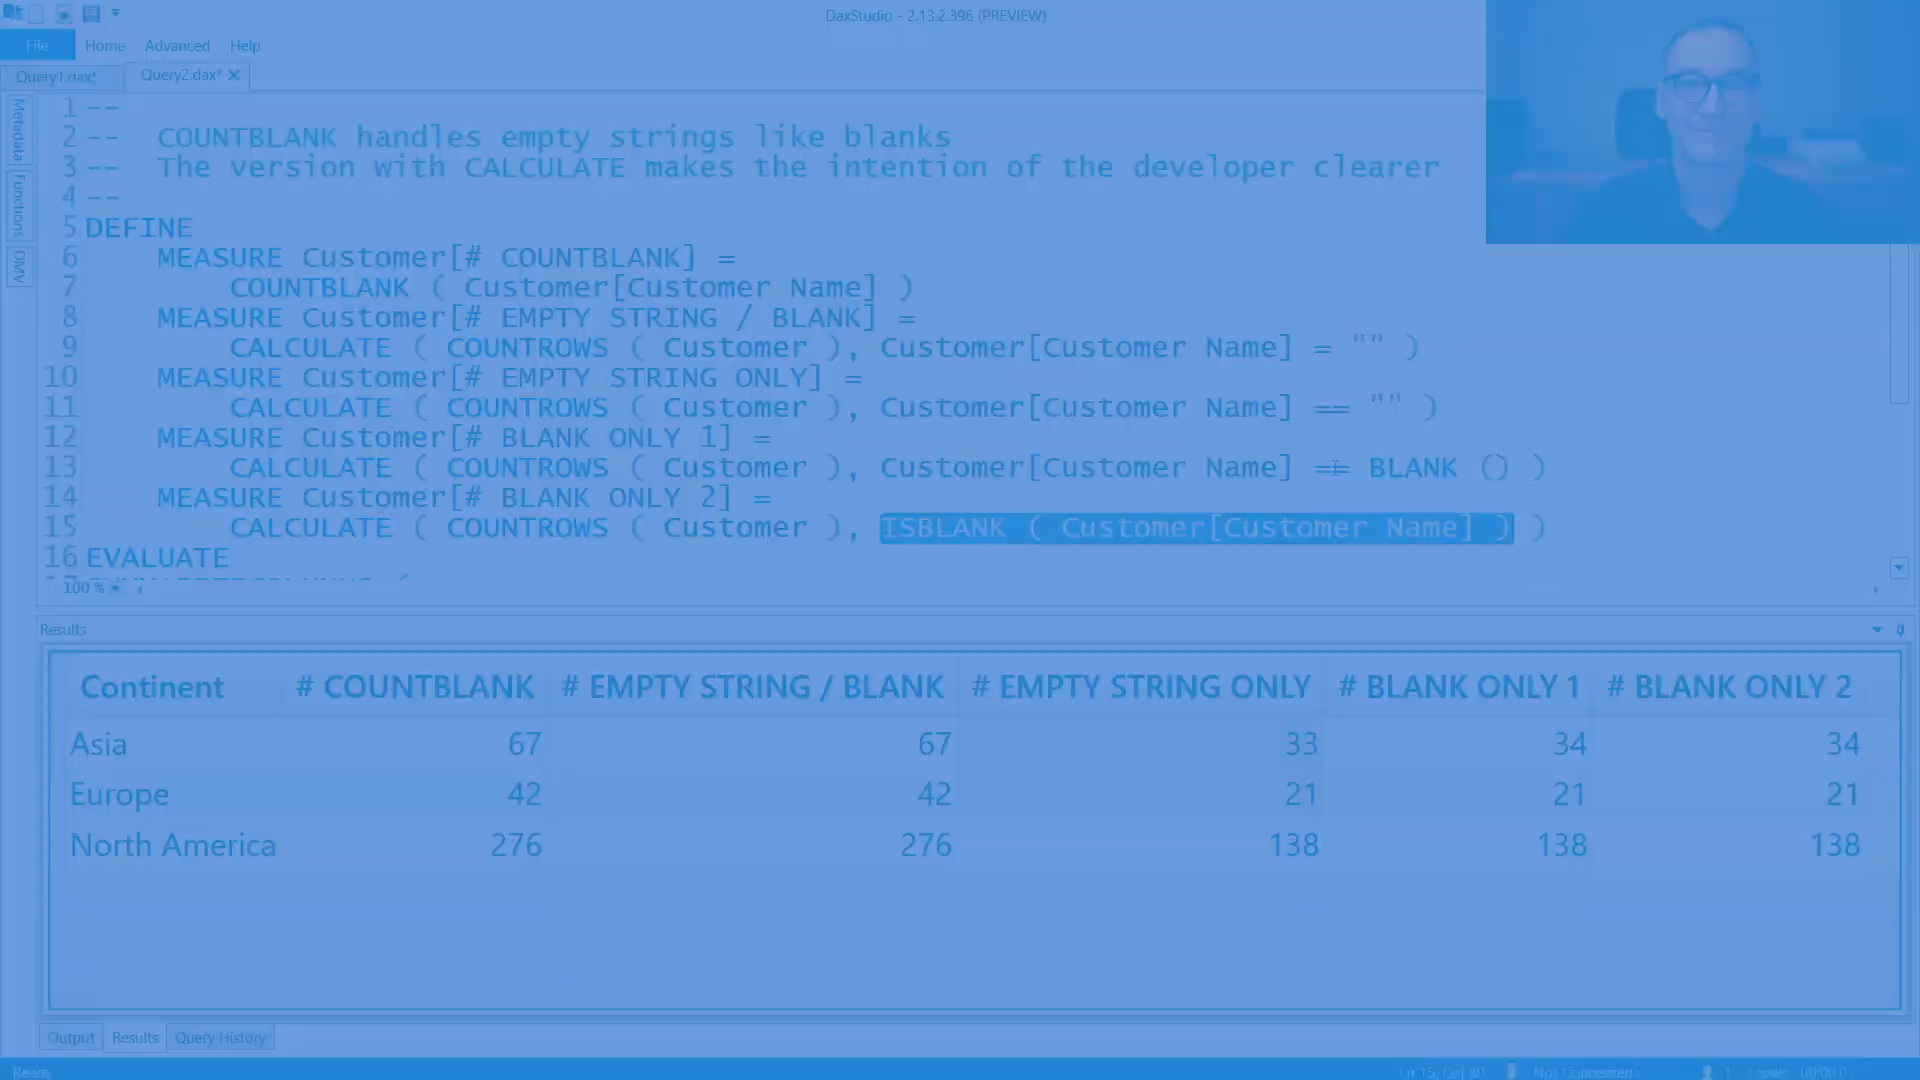 DaxStudio - 2.13.2.396 (PREVIEW)
File Home Advanced Help
Query1.dax* Query2.dax* ✕
Metadata
Functions
DMV
1 --
2 -- COUNTBLANK handles empty strings like blanks
3 -- The version with CALCULATE makes the intention of the developer clearer
4 --
5 DEFINE
6 MEASURE Customer[# COUNTBLANK] =
7 COUNTBLANK ( Customer[Customer Name] )
8 MEASURE Customer[# EMPTY STRING / BLANK] =
9 CALCULATE ( COUNTROWS ( Customer ), Customer[Customer Name] = "" )
10 MEASURE Customer[# EMPTY STRING ONLY] =
11 CALCULATE ( COUNTROWS ( Customer ), Customer[Customer Name] == "" )
12 MEASURE Customer[# BLANK ONLY 1] =
13 CALCULATE ( COUNTROWS ( Customer ), Customer[Customer Name] == BLANK () )
14 MEASURE Customer[# BLANK ONLY 2] =
15 CALCULATE ( COUNTROWS ( Customer ), ISBLANK ( Customer[Customer Name] ) )
16 EVALUATE
100 %
Results
Continent # COUNTBLANK # EMPTY STRING / BLANK # EMPTY STRING ONLY # BLANK ONLY 1 # BLANK ONLY 2
Asia 67 67 33 34 34
Europe 42 42 21 21 21
North America 276 276 138 138 138
Output Results Query History
Ready